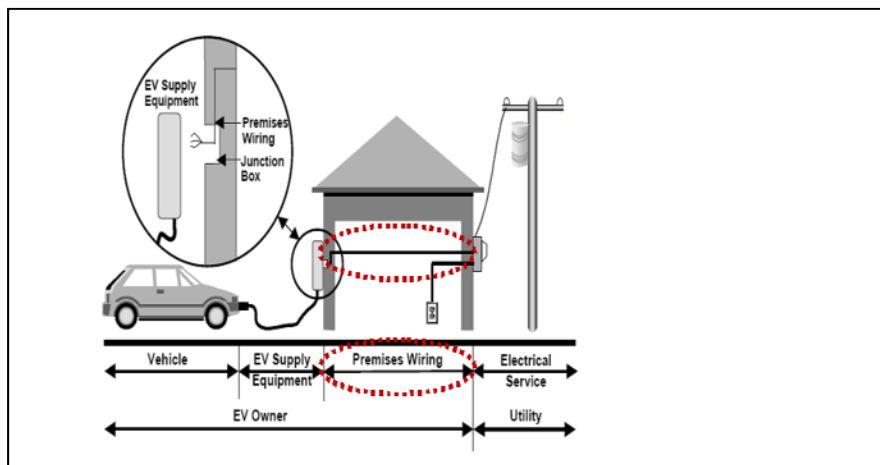 EV Supply
Equipment
Premises
Wiring
Junction
Box
Vehicle
EV Supply
Equipment
Premises Wiring
Electrical
Service
EV Owner
Utility